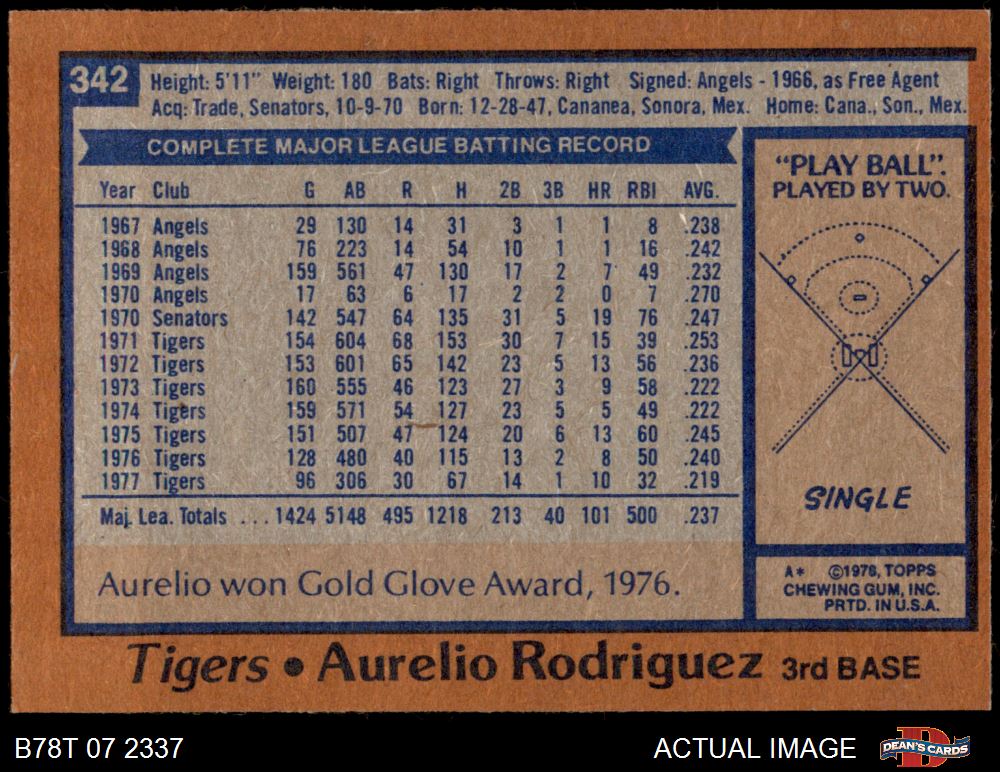 342
Height: 5'11" Weight: 180 Bats: Right Throws: Right Signed: Angels - 1966, as Free Agent
Acq: Trade, Senators, 10-9-70 Born: 12-28-47, Cananea, Sonora, Mex. Home: Cana., Son., Mex.
COMPLETE MAJOR LEAGUE BATTING RECORD
Year Club G AB R H 2B 3B HR RBI AVG.
1967 Angels 29 130 14 31 3 1 1 8 .238
1968 Angels 76 223 14 54 10 1 1 16 .242
1969 Angels 159 561 47 130 17 2 7 49 .232
1970 Angels 17 63 6 17 2 2 0 7 .270
1970 Senators 142 547 64 135 31 5 19 76 .247
1971 Tigers 154 604 68 153 30 7 15 39 .253
1972 Tigers 153 601 65 142 23 5 13 56 .236
1973 Tigers 160 555 46 123 27 3 9 58 .222
1974 Tigers 159 571 54 127 23 5 5 49 .222
1975 Tigers 151 507 47 124 20 6 13 60 .245
1976 Tigers 128 480 40 115 13 2 8 50 .240
1977 Tigers 96 306 30 67 14 1 10 32 .219
Maj. Lea. Totals ... 1424 5148 495 1218 213 40 101 500 .237
Aurelio won Gold Glove Award, 1976.
"PLAY BALL".
PLAYED BY TWO.
SINGLE
A* ©1978, TOPPS
CHEWING GUM, INC.
PRTD. IN U.S.A.
Tigers • Aurelio Rodriguez 3rd BASE
B78T 07 2337
ACTUAL IMAGE
DEAN'S CARDS